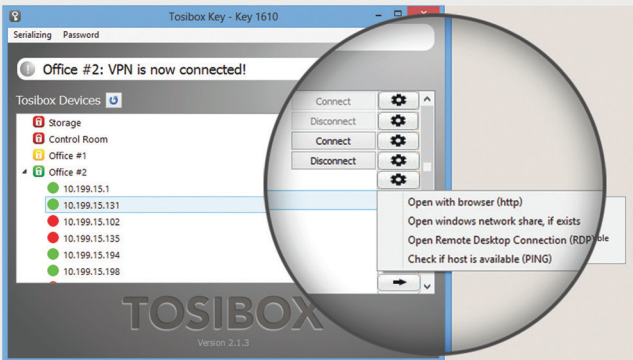 Tosibox Key - Key 1610
Serializing Password
Office #2: VPN is now connected!
Tosibox Devices
Storage
Connect
Control Room
Disconnect
Office #1
Connect
Office #2
Disconnect
10.199.15.1
10.199.15.131
10.199.15.102
10.199.15.135
10.199.15.194
10.199.15.198
Open with browser (http)
Open windows network share, if exists
Open Remote Desktop Connection (RDP)
Check if host is available (PING)
TOSIBOX
Version 2.1.3